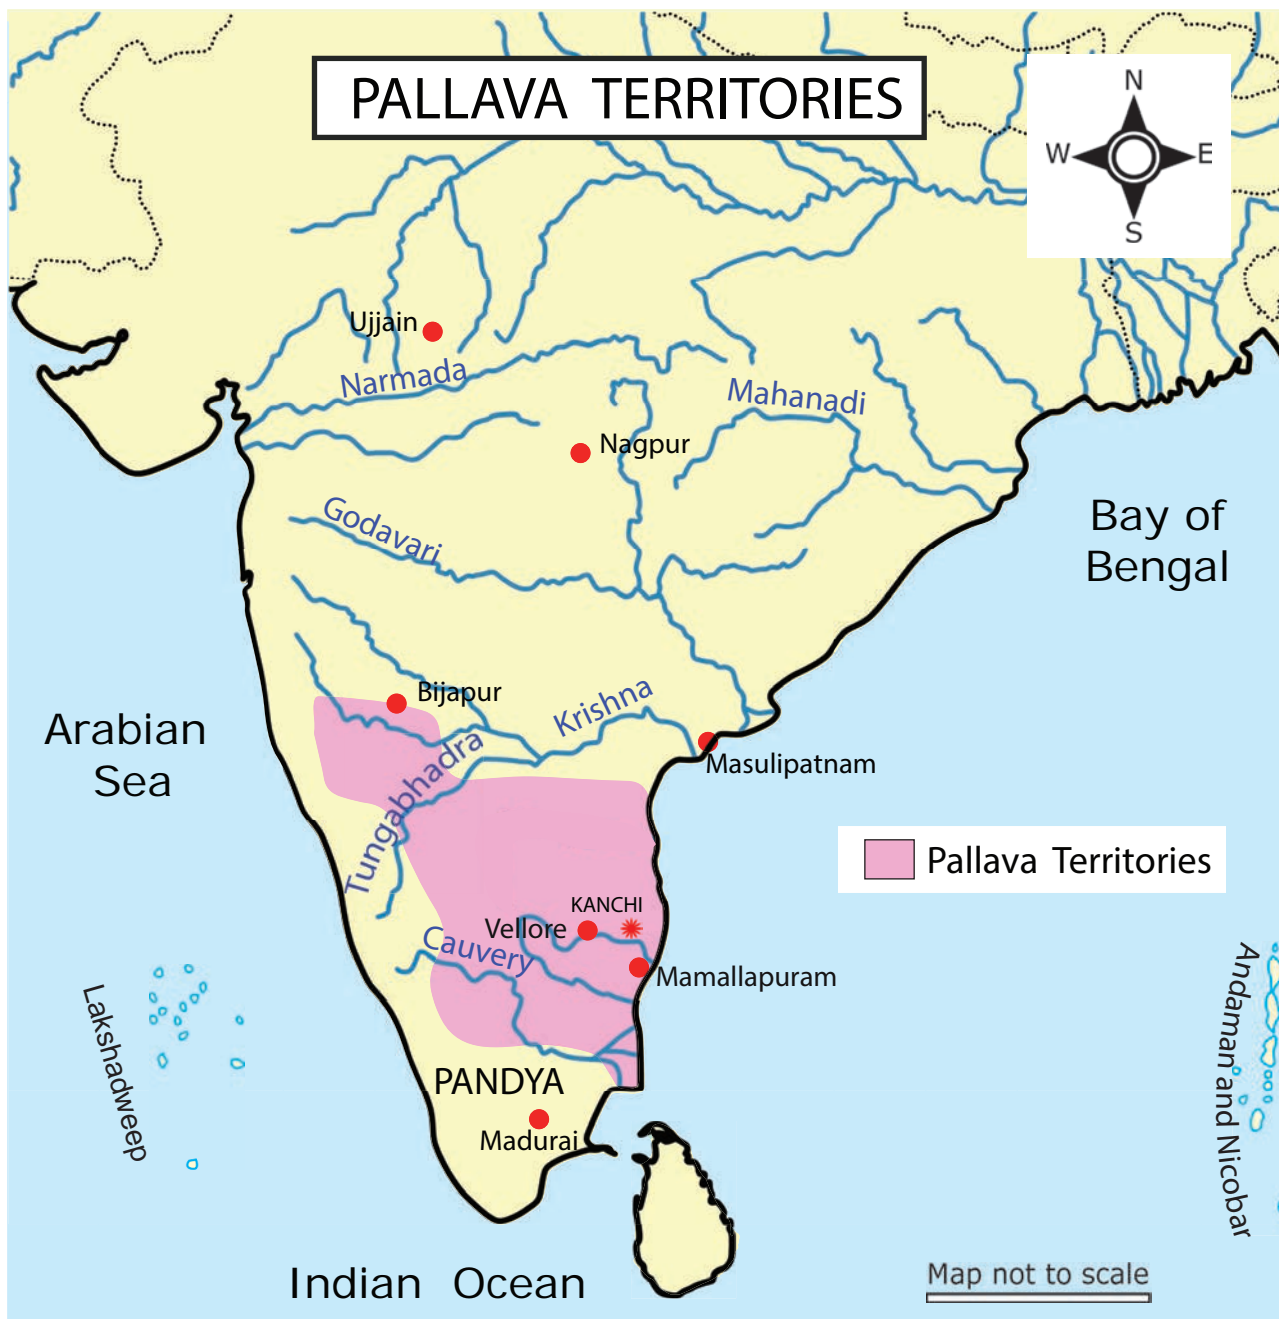 PALLAVA TERRITORIES
N
W
E
S
Ujjain
Narmada
Mahanadi
Nagpur
Godavari
Bay of
Bengal
Bijapur
Krishna
Arabian
Sea
Tungabhadra
Masulipatnam
Pallava Territories
KANCHI
Vellore
Cauvery
Mamallapuram
Lakshadweep
Andaman and Nicobar
PANDYA
Madurai
Indian Ocean
Map not to scale